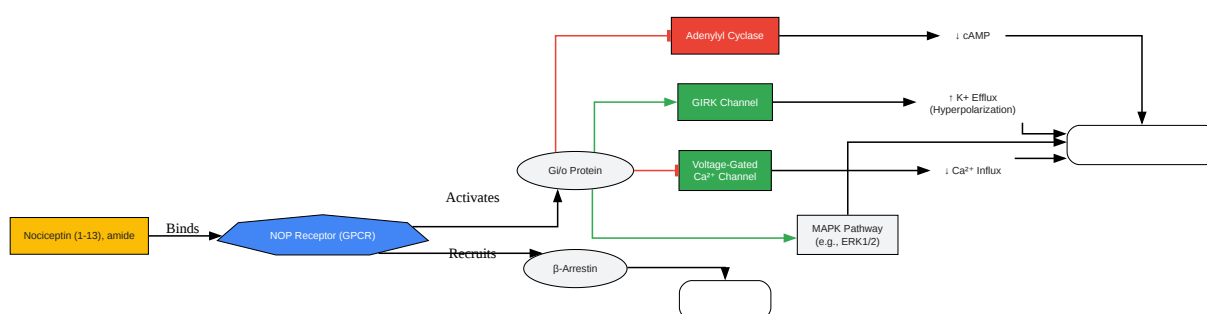 Adenylyl Cyclase
↓ cAMP
GIRK Channel
↑ K+ Efflux
(Hyperpolarization)
Voltage-Gated
Ca²⁺ Channel
↓ Ca²⁺ Influx
Gi/o Protein
Activates
Nociceptin (1-13), amide
Binds
NOP Receptor (GPCR)
MAPK Pathway
(e.g., ERK1/2)
Recruits
β-Arrestin